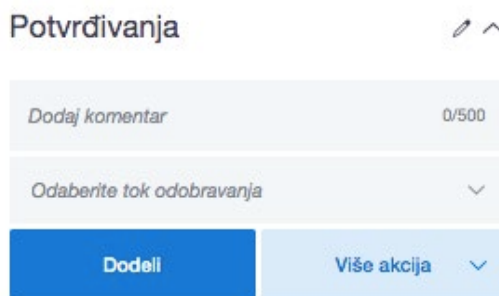 Potvrđivanja
Dodaj komentar 0/500
Odaberite tok odobravanja
Dodeli Više akcija